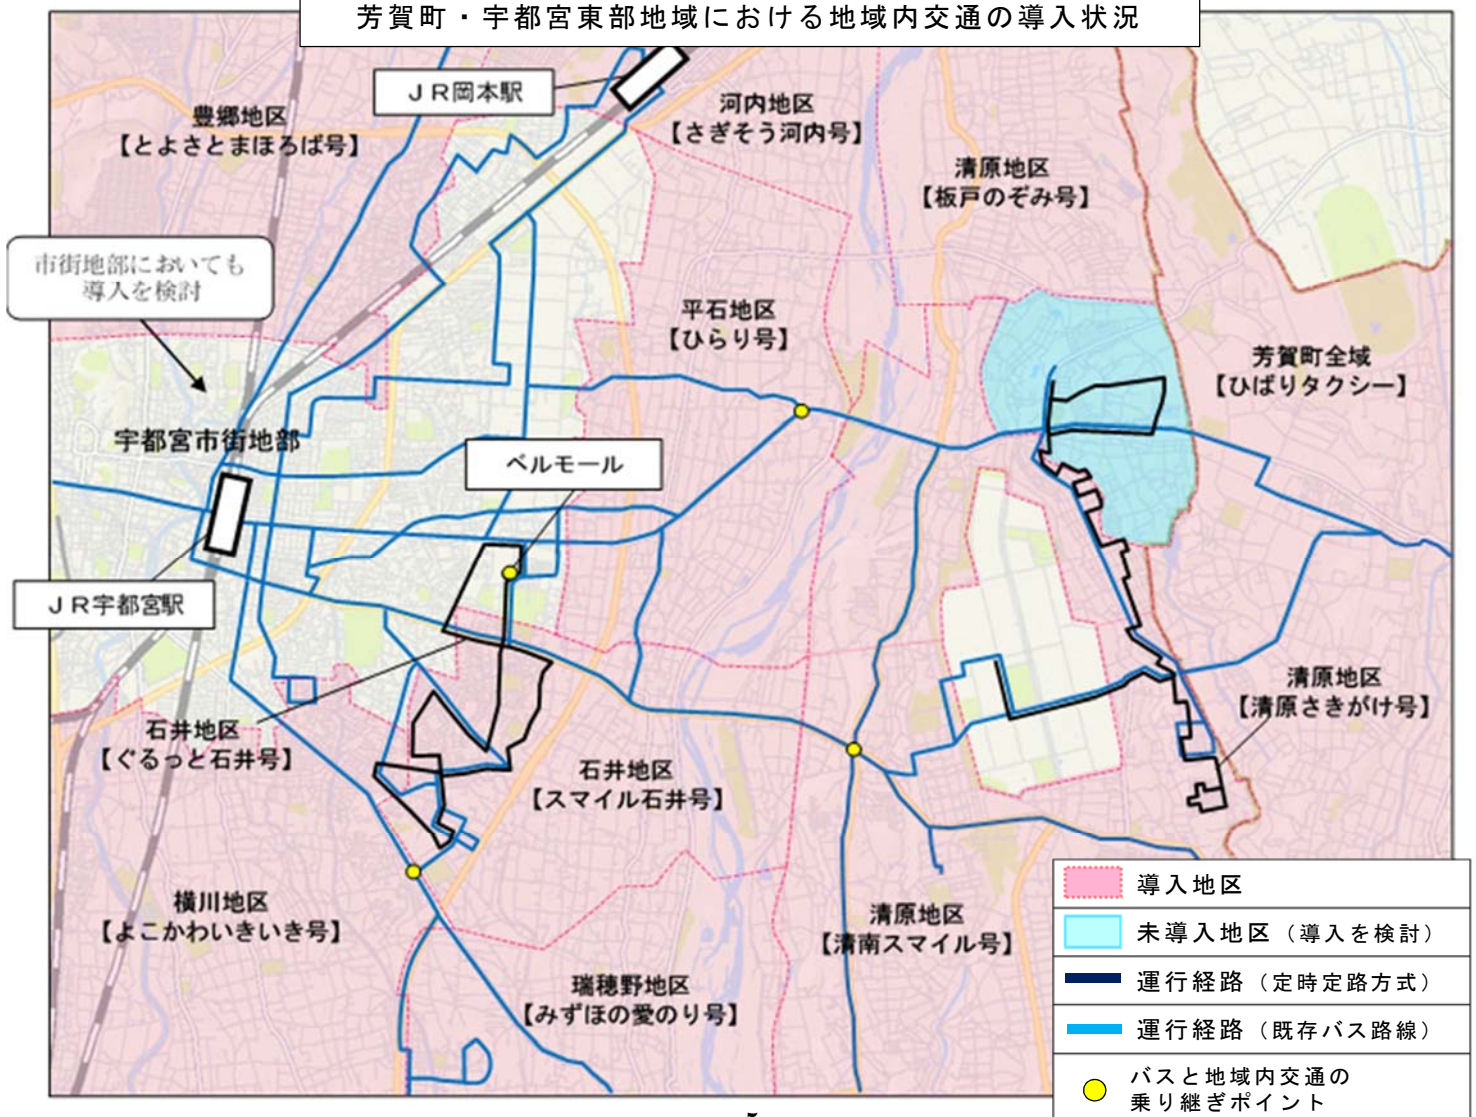 芳賀町・宇都宮東部地域における地域内交通の導入状況
JR岡本駅
豊郷地区
【とよさとまほろば号】
河内地区
【さぎそう河内号】
清原地区
【板戸のぞみ号】
市街地部においても
導入を検討
平石地区
【ひらり号】
芳賀町全域
【ひばりタクシー】
宇都宮市街地部
ベルモール
JR宇都宮駅
石井地区
【ぐるっと石井号】
石井地区
【スマイル石井号】
清原地区
【清原さきがけ号】
横川地区
【よこかわいきいき号】
清原地区
【清南スマイル号】
瑞穂野地区
【みずほの愛のり号】
導入地区
未導入地区（導入を検討）
運行経路（定時定路方式）
運行経路（既存バス路線）
バスと地域内交通の
乗り継ぎポイント